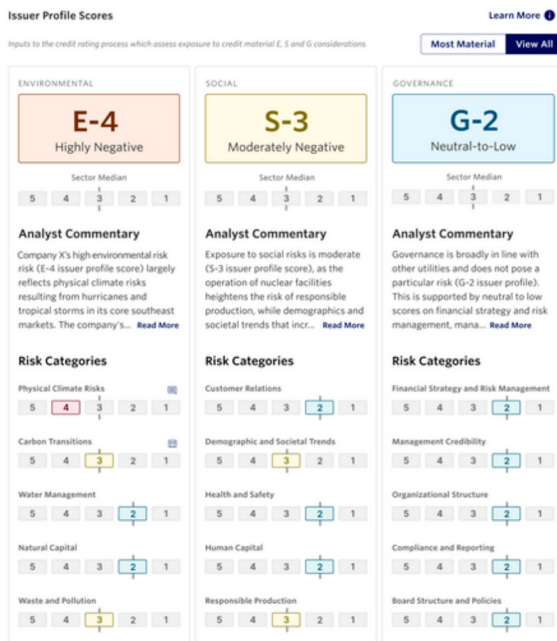 Issuer Profile Scores
Learn More i
Inputs to the credit rating process which assess exposure to credit material E, S and G considerations
Most Material
View All
ENVIRONMENTAL
E-4
Highly Negative
Sector Median
5 4 3 2 1
Analyst Commentary
Company X's high environmental risk
risk (E-4 issuer profile score) largely
reflects physical climate risks
resulting from hurricanes and
tropical storms in its core southeast
markets. The company's... Read More
Risk Categories
Physical Climate Risks
5 4 3 2 1
Carbon Transitions
5 4 3 2 1
Water Management
5 4 3 2 1
Natural Capital
5 4 3 2 1
Waste and Pollution
5 4 3 2 1
SOCIAL
S-3
Moderately Negative
Sector Median
5 4 3 2 1
Analyst Commentary
Exposure to social risks is moderate
(S-3 issuer profile score), as the
operation of nuclear facilities
heightens the risk of responsible
production, while demographics and
societal trends that incr... Read More
Risk Categories
Customer Relations
5 4 3 2 1
Demographic and Societal Trends
5 4 3 2 1
Health and Safety
5 4 3 2 1
Human Capital
5 4 3 2 1
Responsible Production
5 4 3 2 1
GOVERNANCE
G-2
Neutral-to-Low
Sector Median
5 4 3 2 1
Analyst Commentary
Governance is broadly in line with
other utilities and does not pose a
particular risk (G-2 issuer profile).
This is supported by neutral to low
scores on financial strategy and risk
management, mana... Read More
Risk Categories
Financial Strategy and Risk Management
5 4 3 2 1
Management Credibility
5 4 3 2 1
Organizational Structure
5 4 3 2 1
Compliance and Reporting
5 4 3 2 1
Board Structure and Policies
5 4 3 2 1